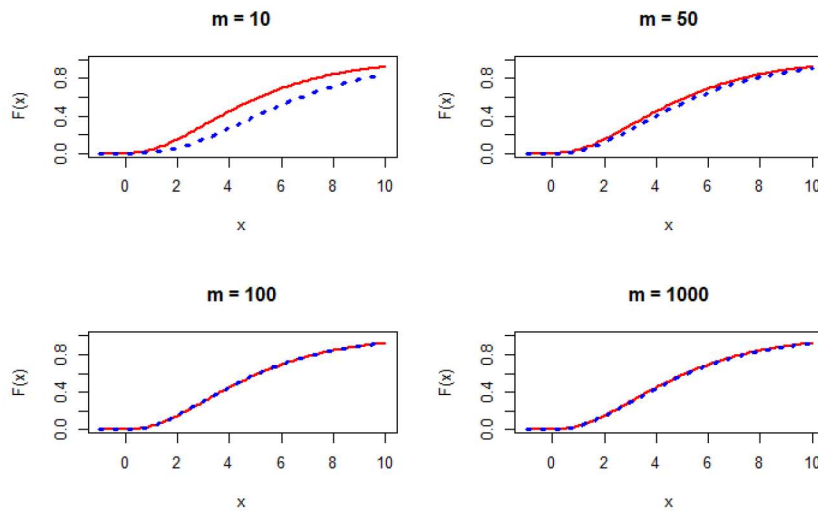 m = 10
m = 50
F(x)
0.0 0.4 0.8
0 2 4 6 8 10
x
F(x)
0.0 0.4 0.8
0 2 4 6 8 10
x
m = 100
m = 1000
F(x)
0.0 0.4 0.8
0 2 4 6 8 10
x
F(x)
0.0 0.4 0.8
0 2 4 6 8 10
x